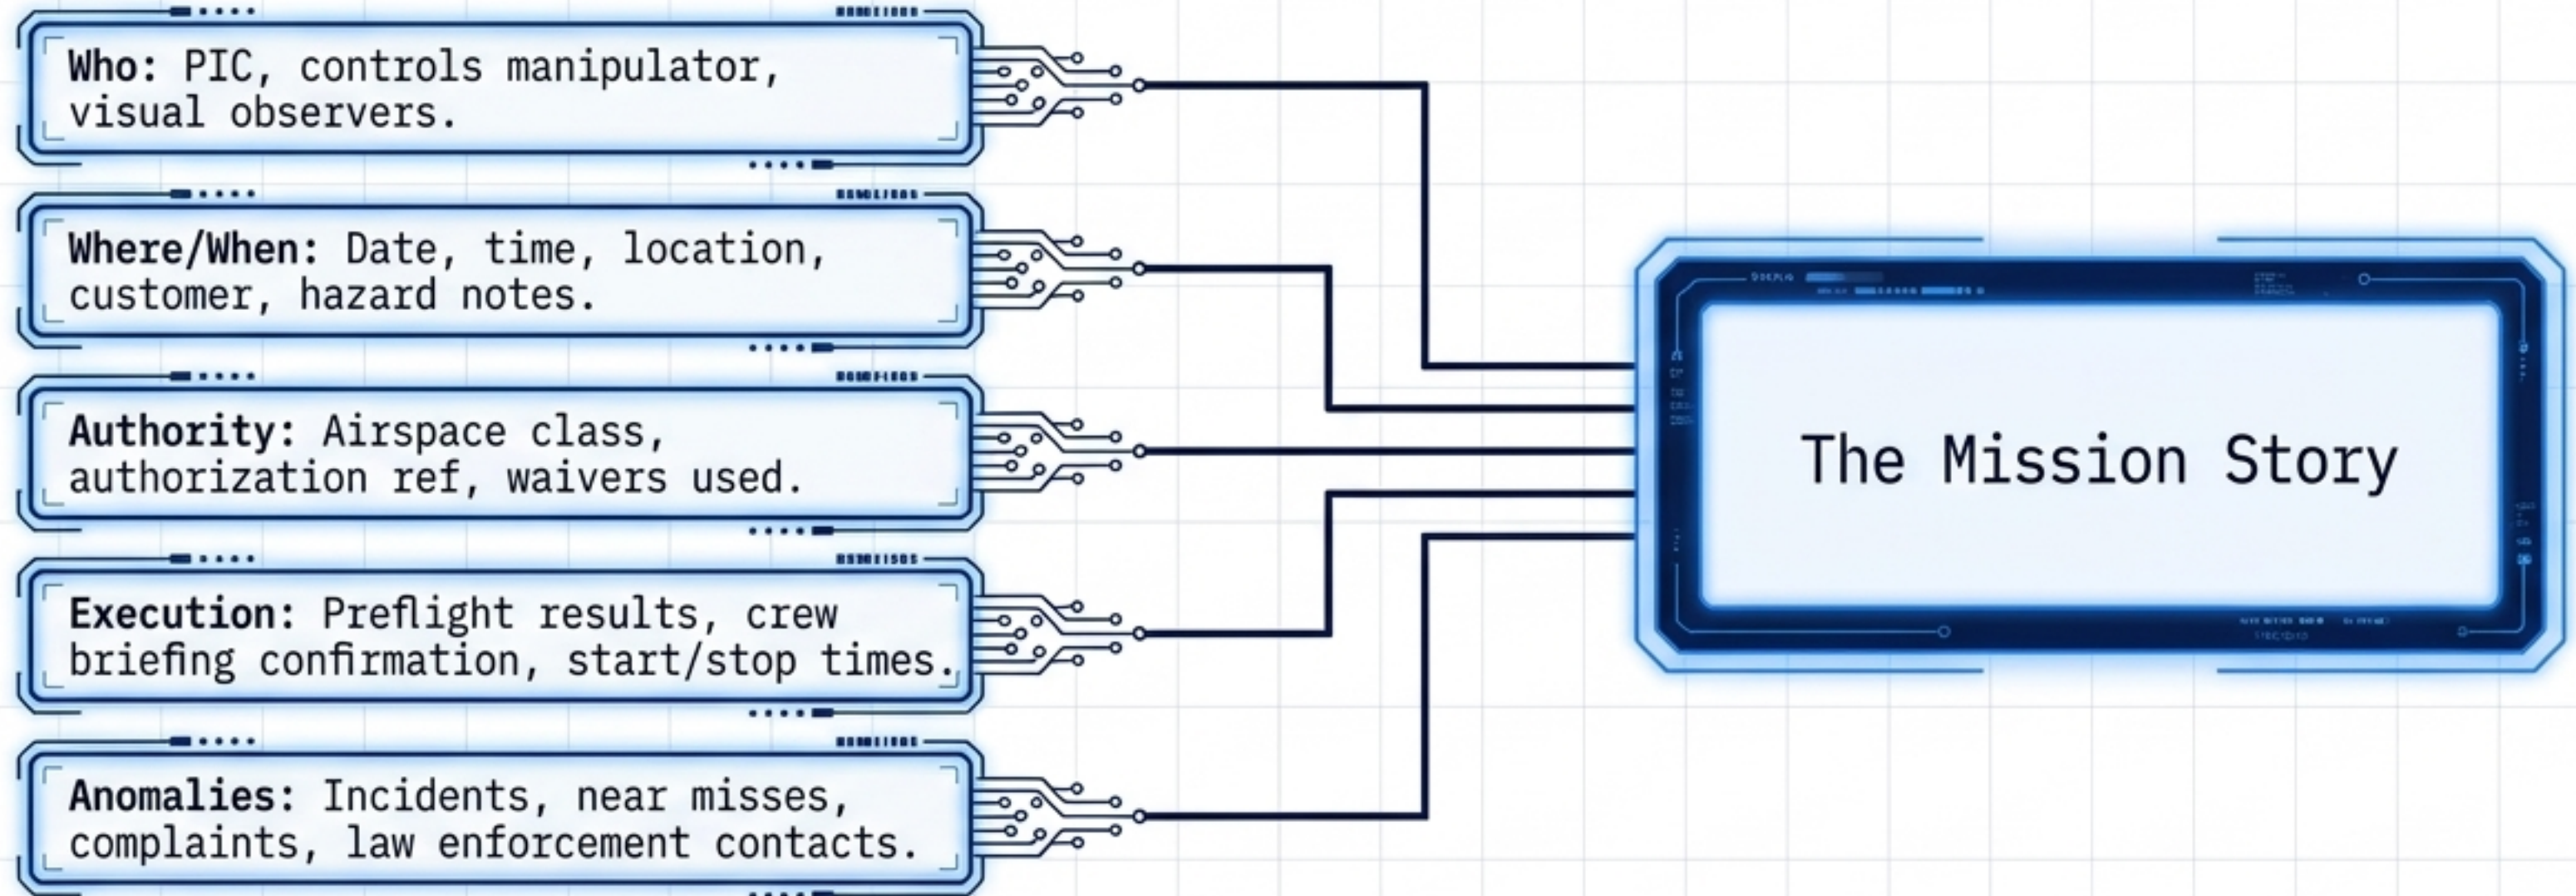 Who: PIC, controls manipulator,
visual observers.
Where/When: Date, time, location,
customer, hazard notes.
Authority: Airspace class,
authorization ref, waivers used.
Execution: Preflight results, crew
briefing confirmation, start/stop times.
Anomalies: Incidents, near misses,
complaints, law enforcement contacts.
The Mission Story